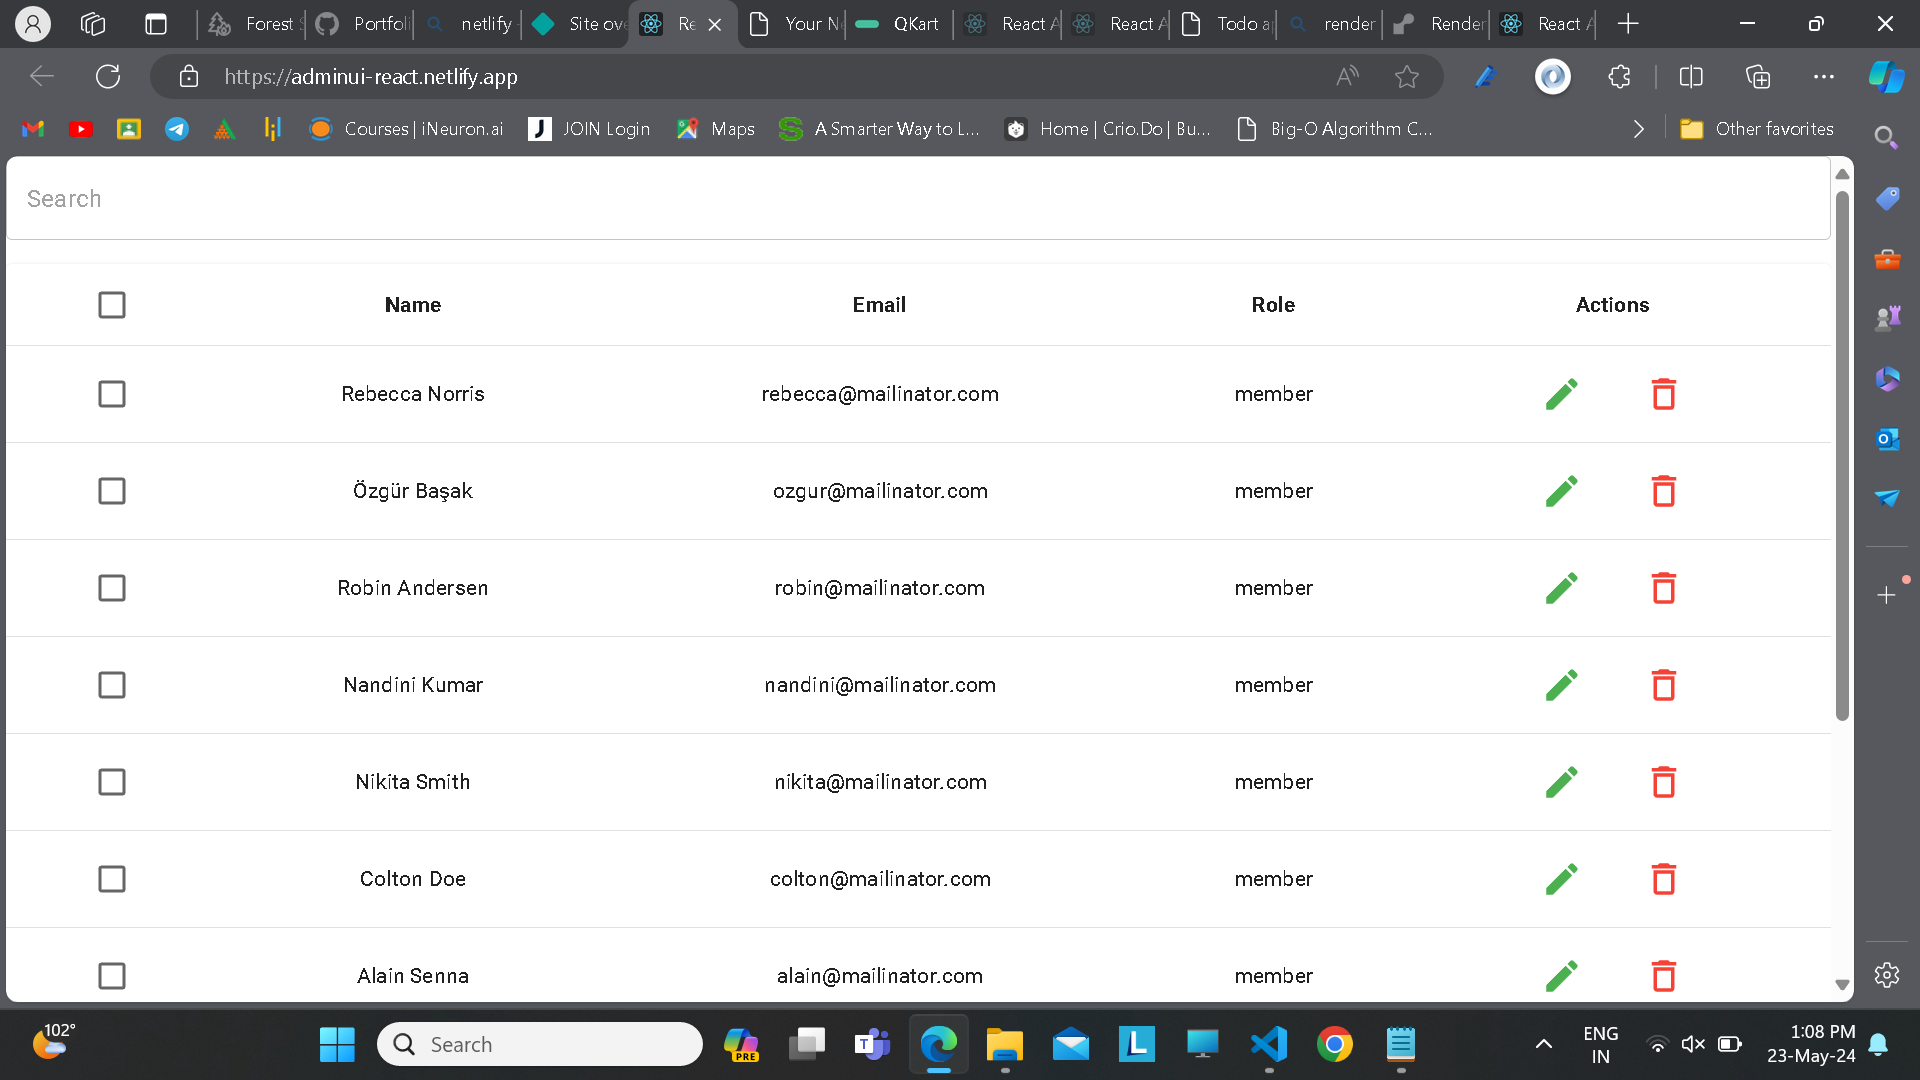 Forest S
Portfoli
netlify
Site ove
Re
Your Ne
QKart
React A
React A
Todo a
render
Render
React A
https://adminui-react.netlify.app
Courses | iNeuron.ai
JOIN Login
Maps
A Smarter Way to L...
Home | Crio.Do | Bu...
Big-O Algorithm C...
Other favorites
Search
Name Email Role Actions
Rebecca Norris rebecca@mailinator.com member
Özgür Başak ozgur@mailinator.com member
Robin Andersen robin@mailinator.com member
Nandini Kumar nandini@mailinator.com member
Nikita Smith nikita@mailinator.com member
Colton Doe colton@mailinator.com member
Alain Senna alain@mailinator.com member
102°
Search
PRE
ENG
IN
1:08 PM
23-May-24